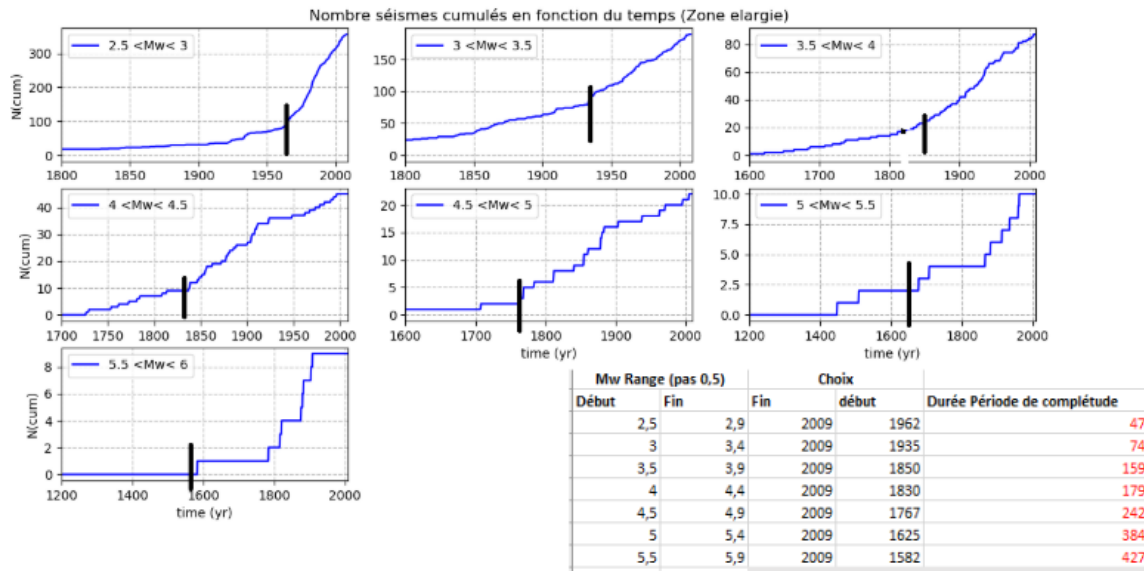 Nombre séismes cumulés en fonction du temps (Zone elargie)
2.5 <Mw< 3
3 <Mw< 3.5
3.5 <Mw< 4
N(cum)
300
200
100
0
150
100
50
0
80
60
40
20
0
1800 1850 1900 1950 2000
1800 1850 1900 1950 2000
1600 1700 1800 1900 2000
4 <Mw< 4.5
4.5 <Mw< 5
5 <Mw< 5.5
N(cum)
40
30
20
10
0
20
15
10
5
0
10.0
7.5
5.0
2.5
0.0
1700 1750 1800 1850 1900 1950 2000
1600 1700 1800 1900 2000
1200 1400 1600 1800 2000
time (yr)
time (yr)
5.5 <Mw< 6
N(cum)
8
6
4
2
0
1200 1400 1600 1800 2000
time (yr)
Mw Range (pas 0,5) Choix
Début Fin Fin début Durée Période de complétude
2,5 2,9 2009 1962 47
3 3,4 2009 1935 74
3,5 3,9 2009 1850 159
4 4,4 2009 1830 179
4,5 4,9 2009 1767 242
5 5,4 2009 1625 384
5,5 5,9 2009 1582 427